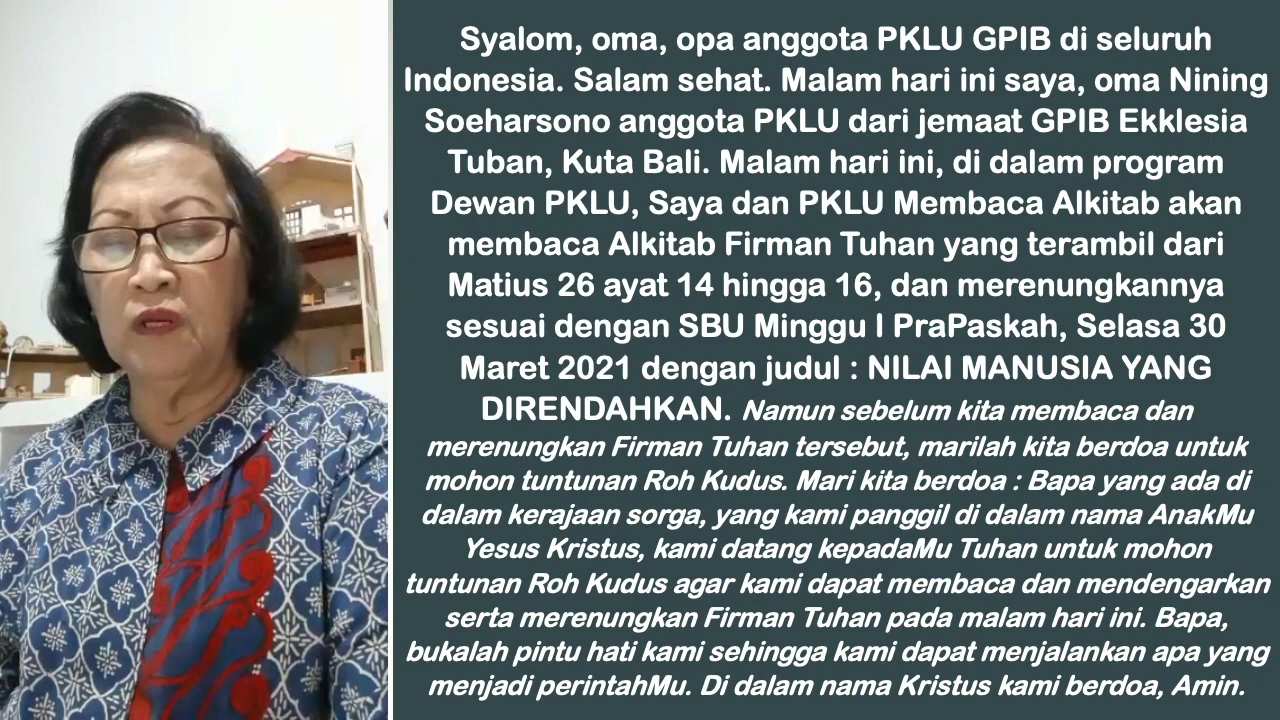 Syalom, oma, opa anggota PKLU GPIB di seluruh
Indonesia. Salam sehat. Malam hari ini saya, oma Nining
Soeharsono anggota PKLU dari jemaat GPIB Ekklesia
Tuban, Kuta Bali. Malam hari ini, di dalam program
Dewan PKLU, Saya dan PKLU Membaca Alkitab akan
membaca Alkitab Firman Tuhan yang terambil dari
Matius 26 ayat 14 hingga 16, dan merenungkannya
sesuai dengan SBU Minggu I PraPaskah, Selasa 30
Maret 2021 dengan judul : NILAI MANUSIA YANG
DIRENDAHKAN. Namun sebelum kita membaca dan
merenungkan Firman Tuhan tersebut, marilah kita berdoa untuk
mohon tuntunan Roh Kudus. Mari kita berdoa : Bapa yang ada di
dalam kerajaan sorga, yang kami panggil di dalam nama AnakMu
Yesus Kristus, kami datang kepadaMu Tuhan untuk mohon
tuntunan Roh Kudus agar kami dapat membaca dan mendengarkan
serta merenungkan Firman Tuhan pada malam hari ini. Bapa,
bukalah pintu hati kami sehingga kami dapat menjalankan apa yang
menjadi perintahMu. Di dalam nama Kristus kami berdoa, Amin.